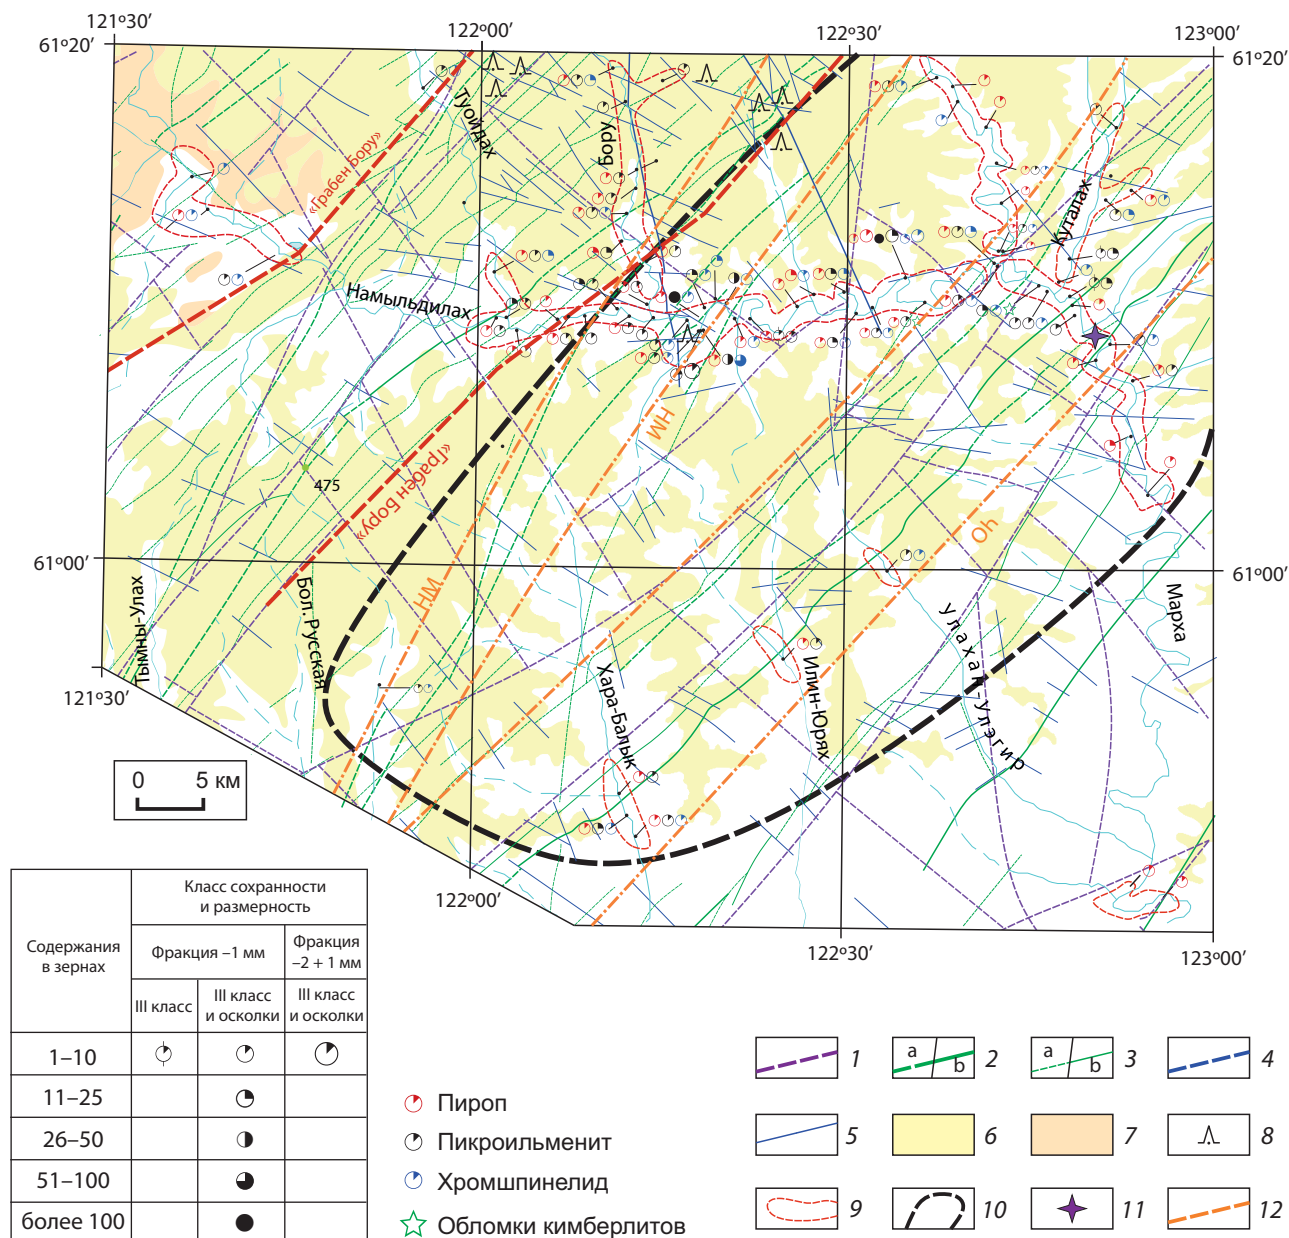 121°30′
122°00′
122°30′
123°00′
61°20′
61°20′
Туойдах
Бору
«Грабен Бору»
Куталах
Намыльдилах
НМ
«Грабен Бору»
475
ОЧ
61°00′
61°00′
НМ
Тымны-Улах
Бол. Русская
Хара-Балык
Илин-Юрях
Улахан-Улэгир
Марха
121°30′
0 5 км
122°00′
122°30′
123°00′
Содержания в зернах
Класс сохранности
и размерность
Фракция –1 мм
Фракция
–2 + 1 мм
III класс
III класс
и осколки
III класс
и осколки
1–10
11–25
26–50
51–100
более 100
Пироп
Пикроильменит
Хромшпинелид
Обломки кимберлитов
1
a b 2
a b 3
4
5
6
7
8
9
10
11
12